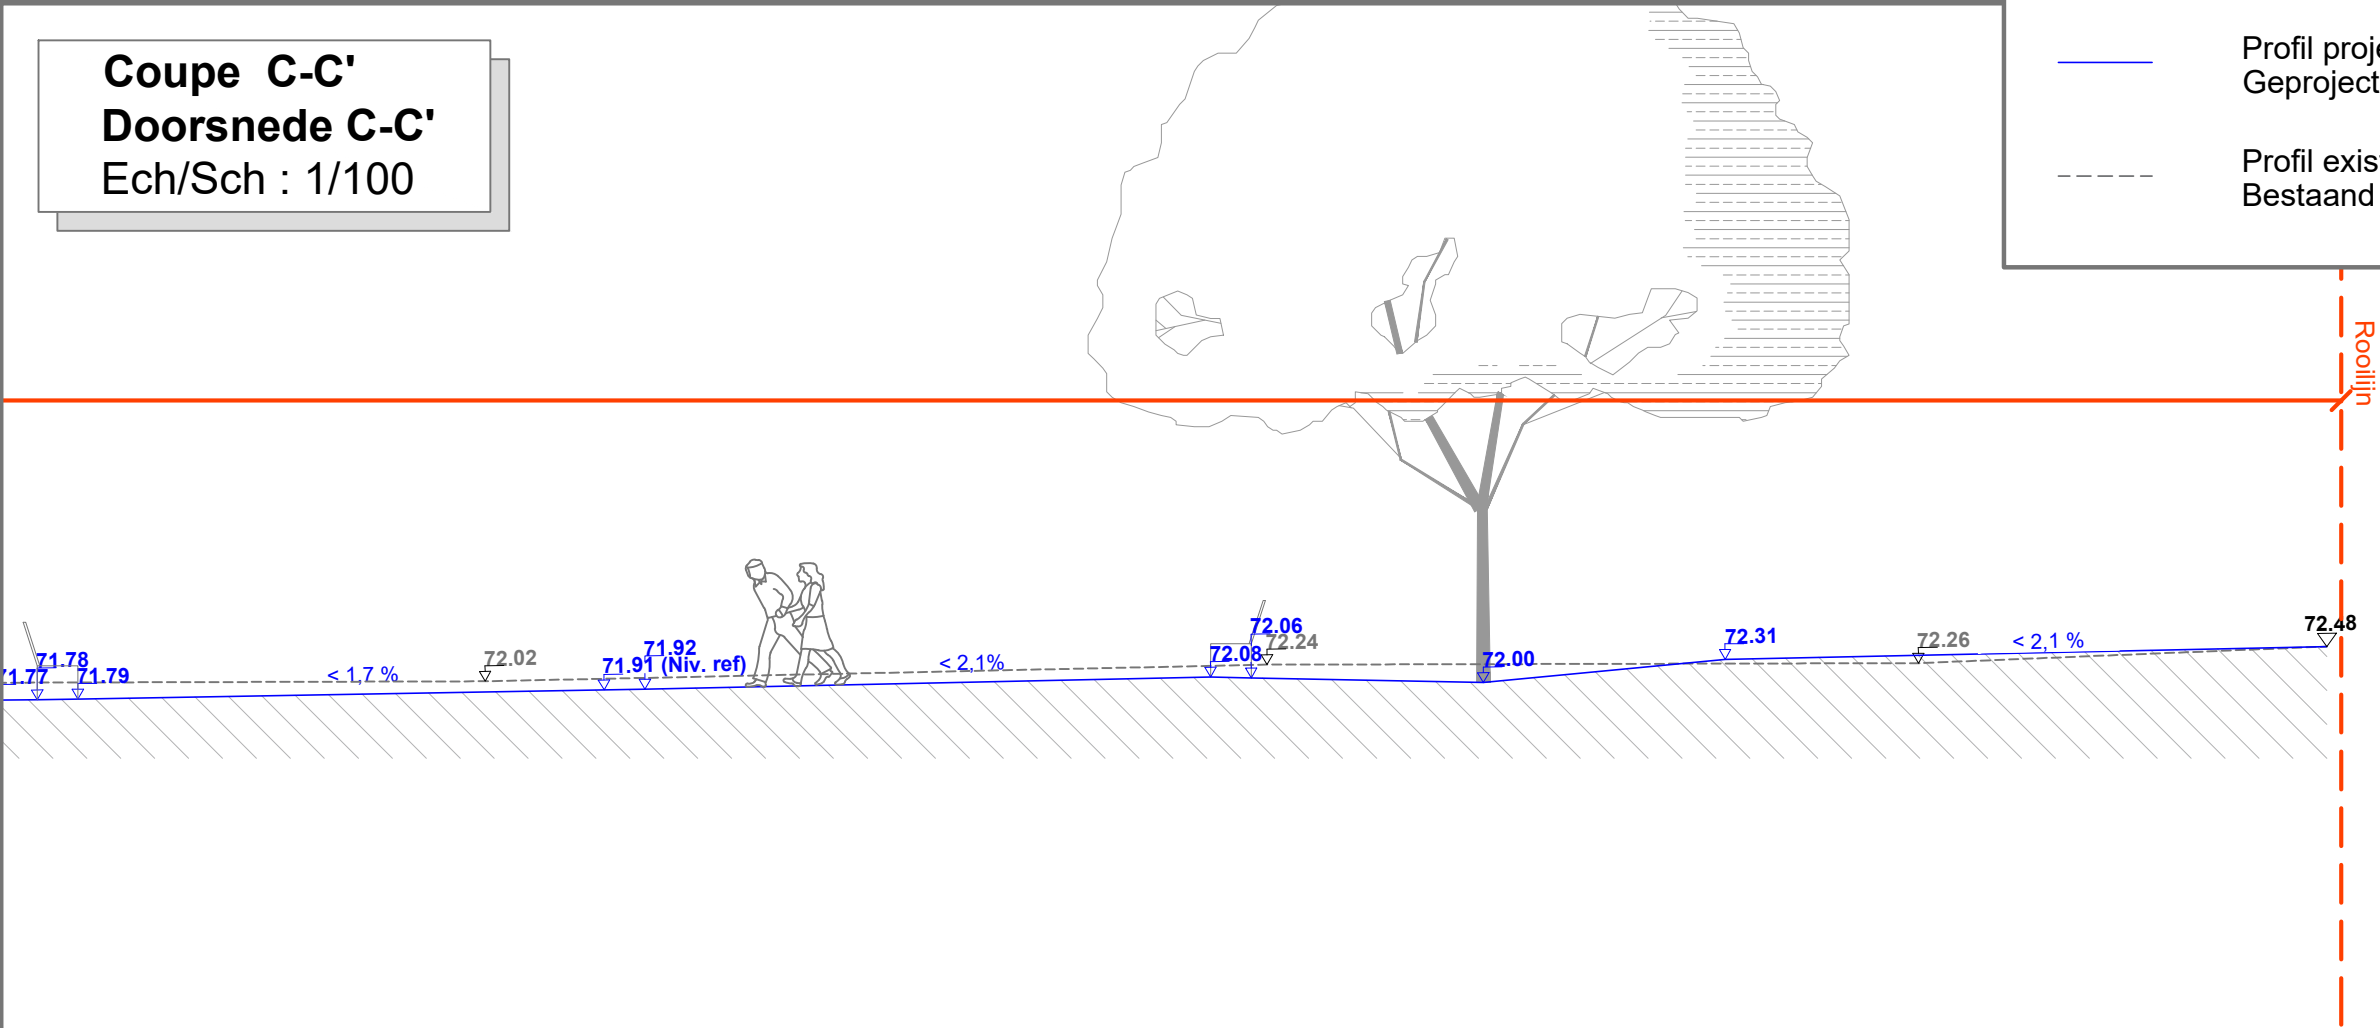 Coupe C-C'
Doorsnede C-C'
Ech/Sch : 1/100
Profil
Geproject
Profil
Bestaand
Rooilijn
71.77
71.78
71.79
< 1,7 %
72.02
71.91 (Niv. ref)
71.92
< 2,1%
72.08
72.06
72.24
72.00
72.31
72.26
< 2,1 %
72.48